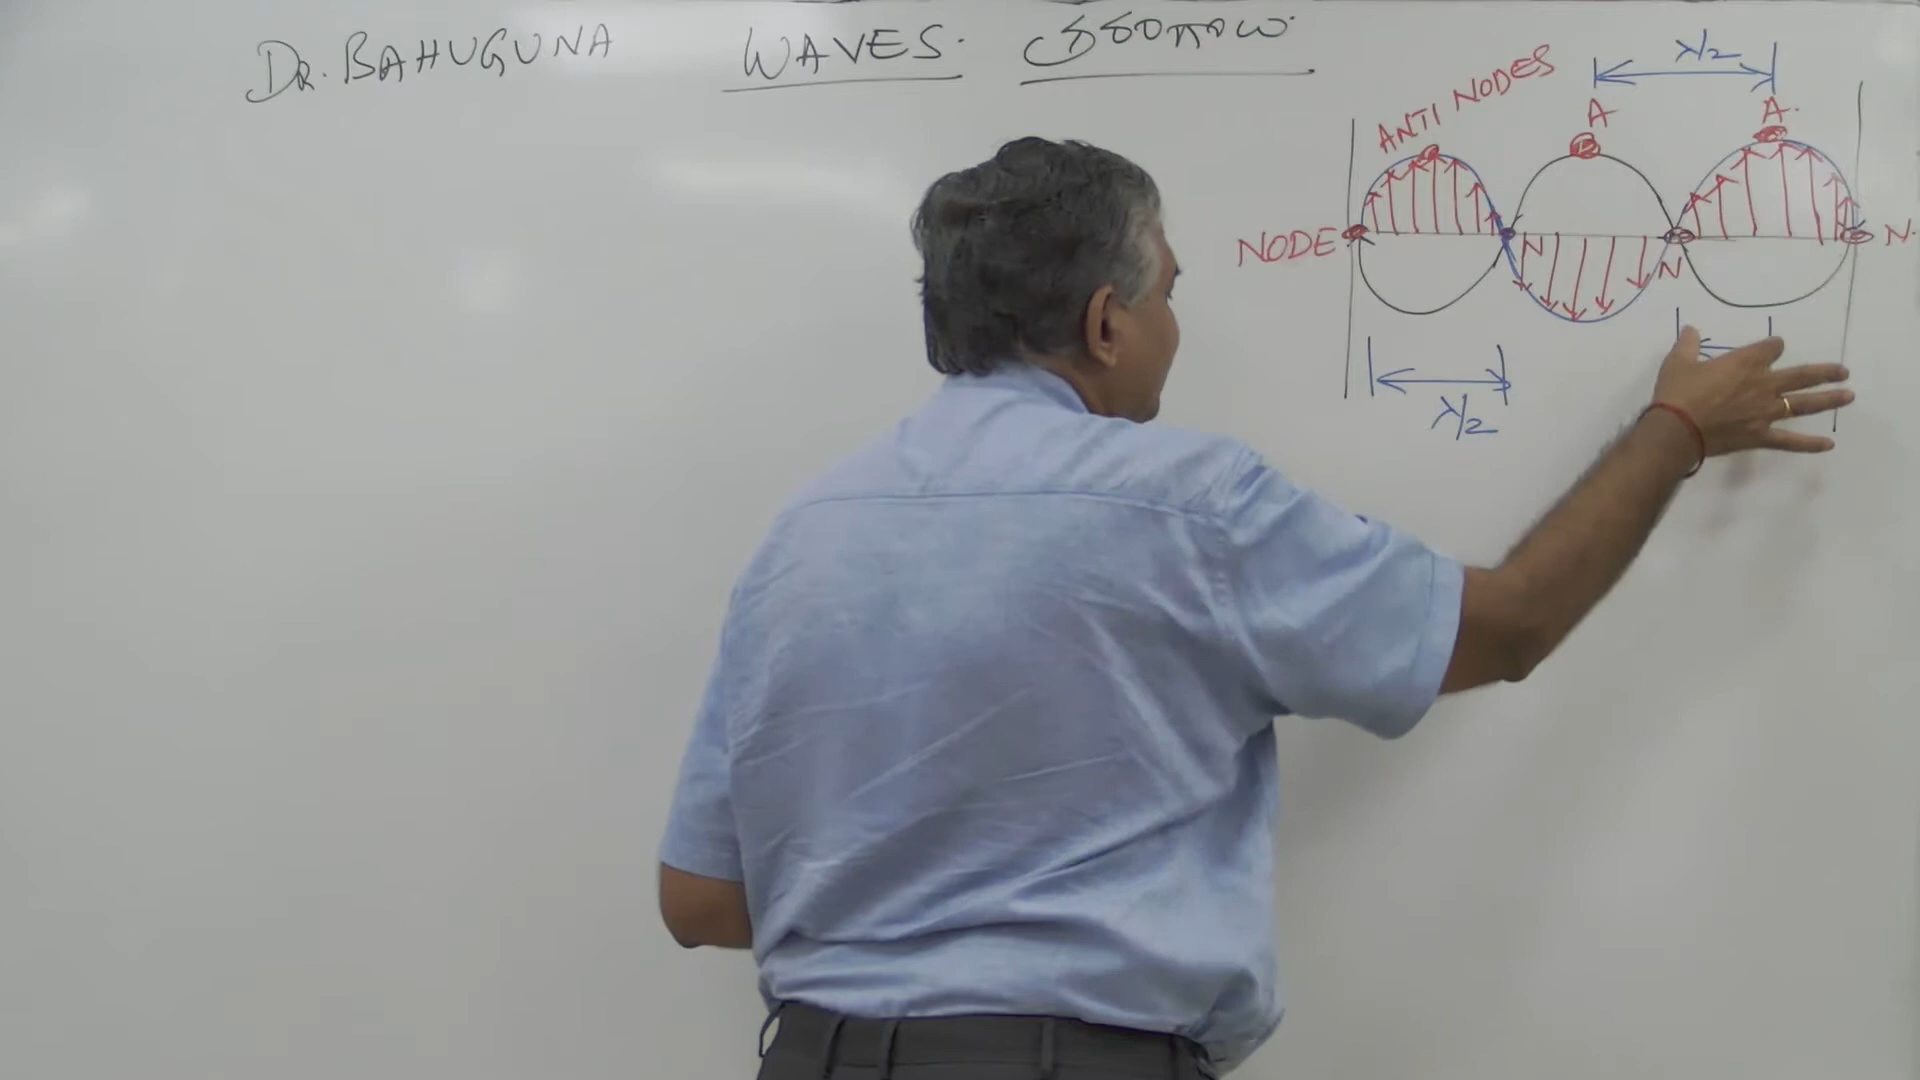 DR. BAHUGUNA WAVES.
λ/2
ANTI NODES
A
A.
NODE
N
N
N.
λ/2